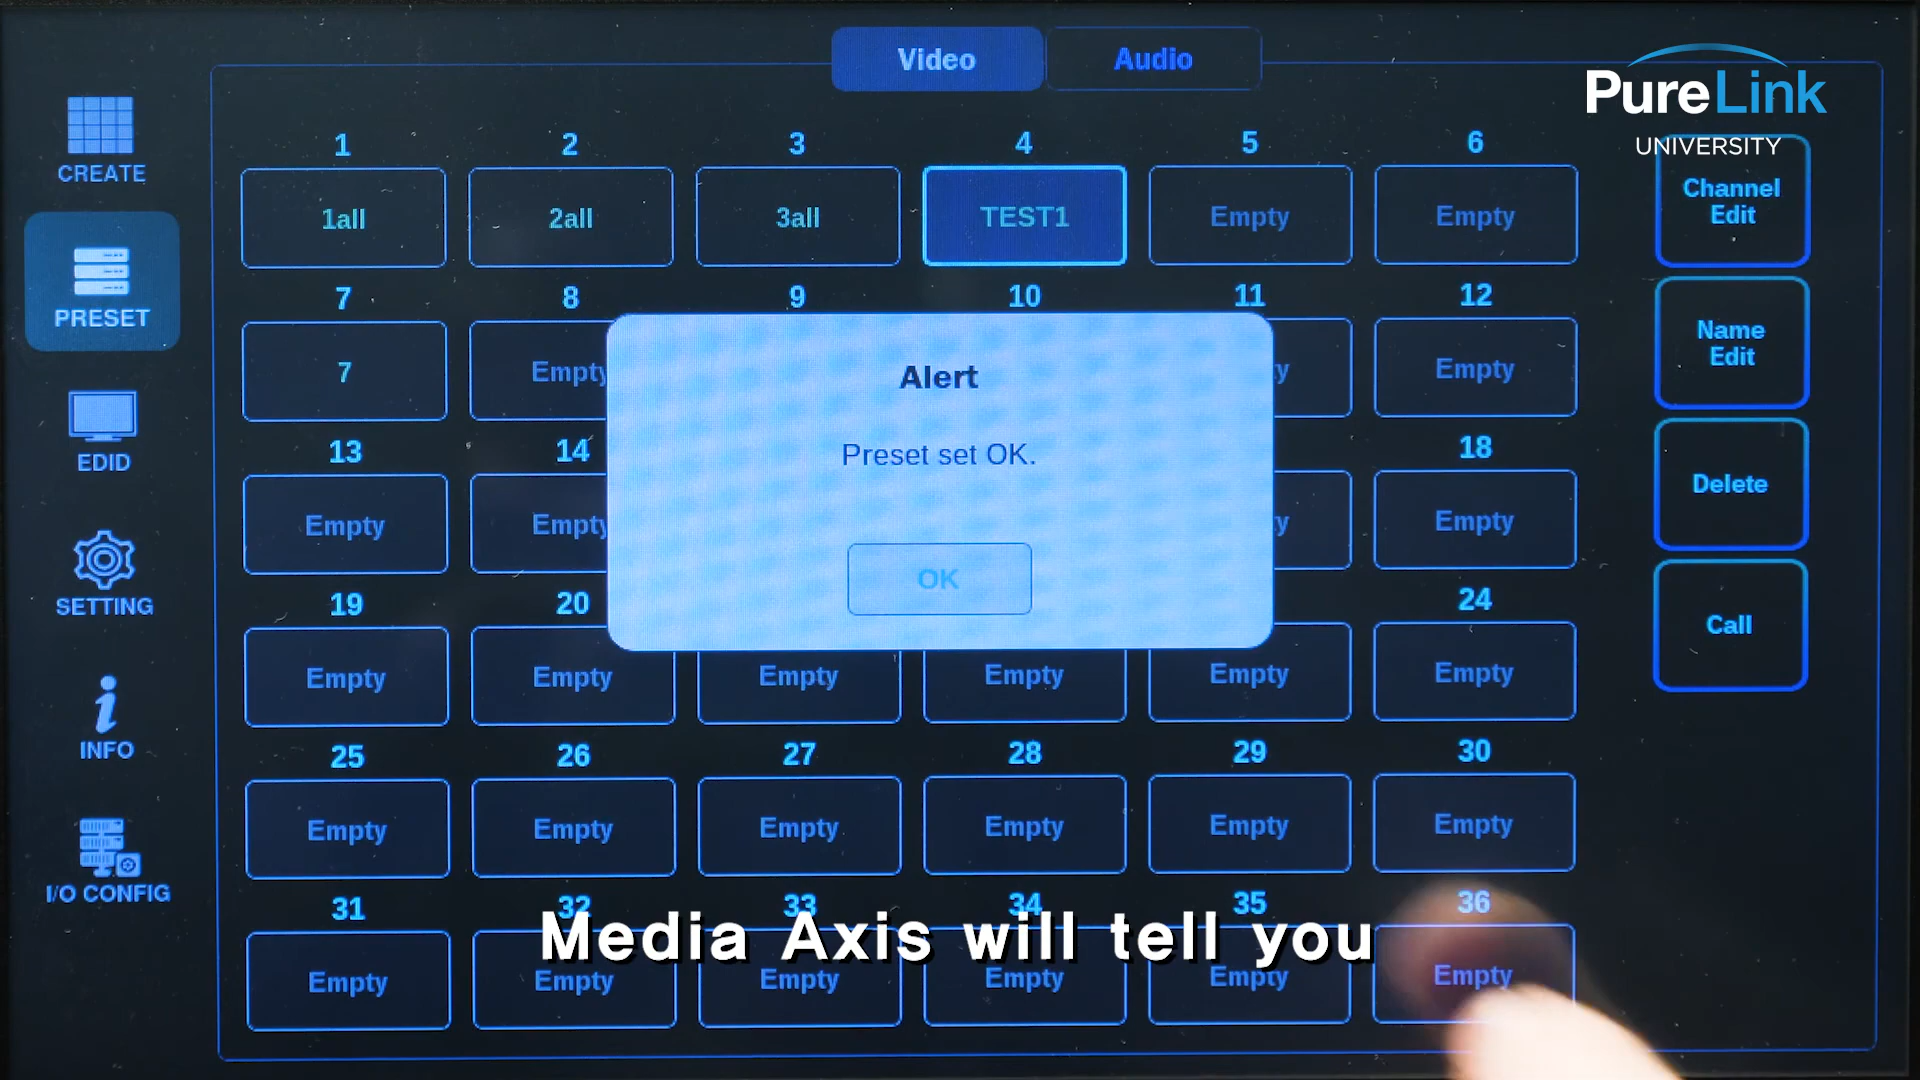 Video Audio
PureLink
UNIVERSITY
CREATE
PRESET
EDID
SETTING
INFO
I/O CONFIG
1 2 3 4 5 6
1all 2all 3all TEST1 Empty Empty
7 8 9 10 11 12
7 Empty y Empty
13 14 18
Empty Empty y Empty
19 20 24
Empty Empty Empty Empty Empty Empty
25 26 27 28 29 30
Empty Empty Empty Empty Empty Empty
31 32 33 34 35 36
Empty Empty Empty Empty Empty Empty
Channel
Edit
Name
Edit
Delete
Call
Alert
Preset set OK.
OK
Media Axis will tell you